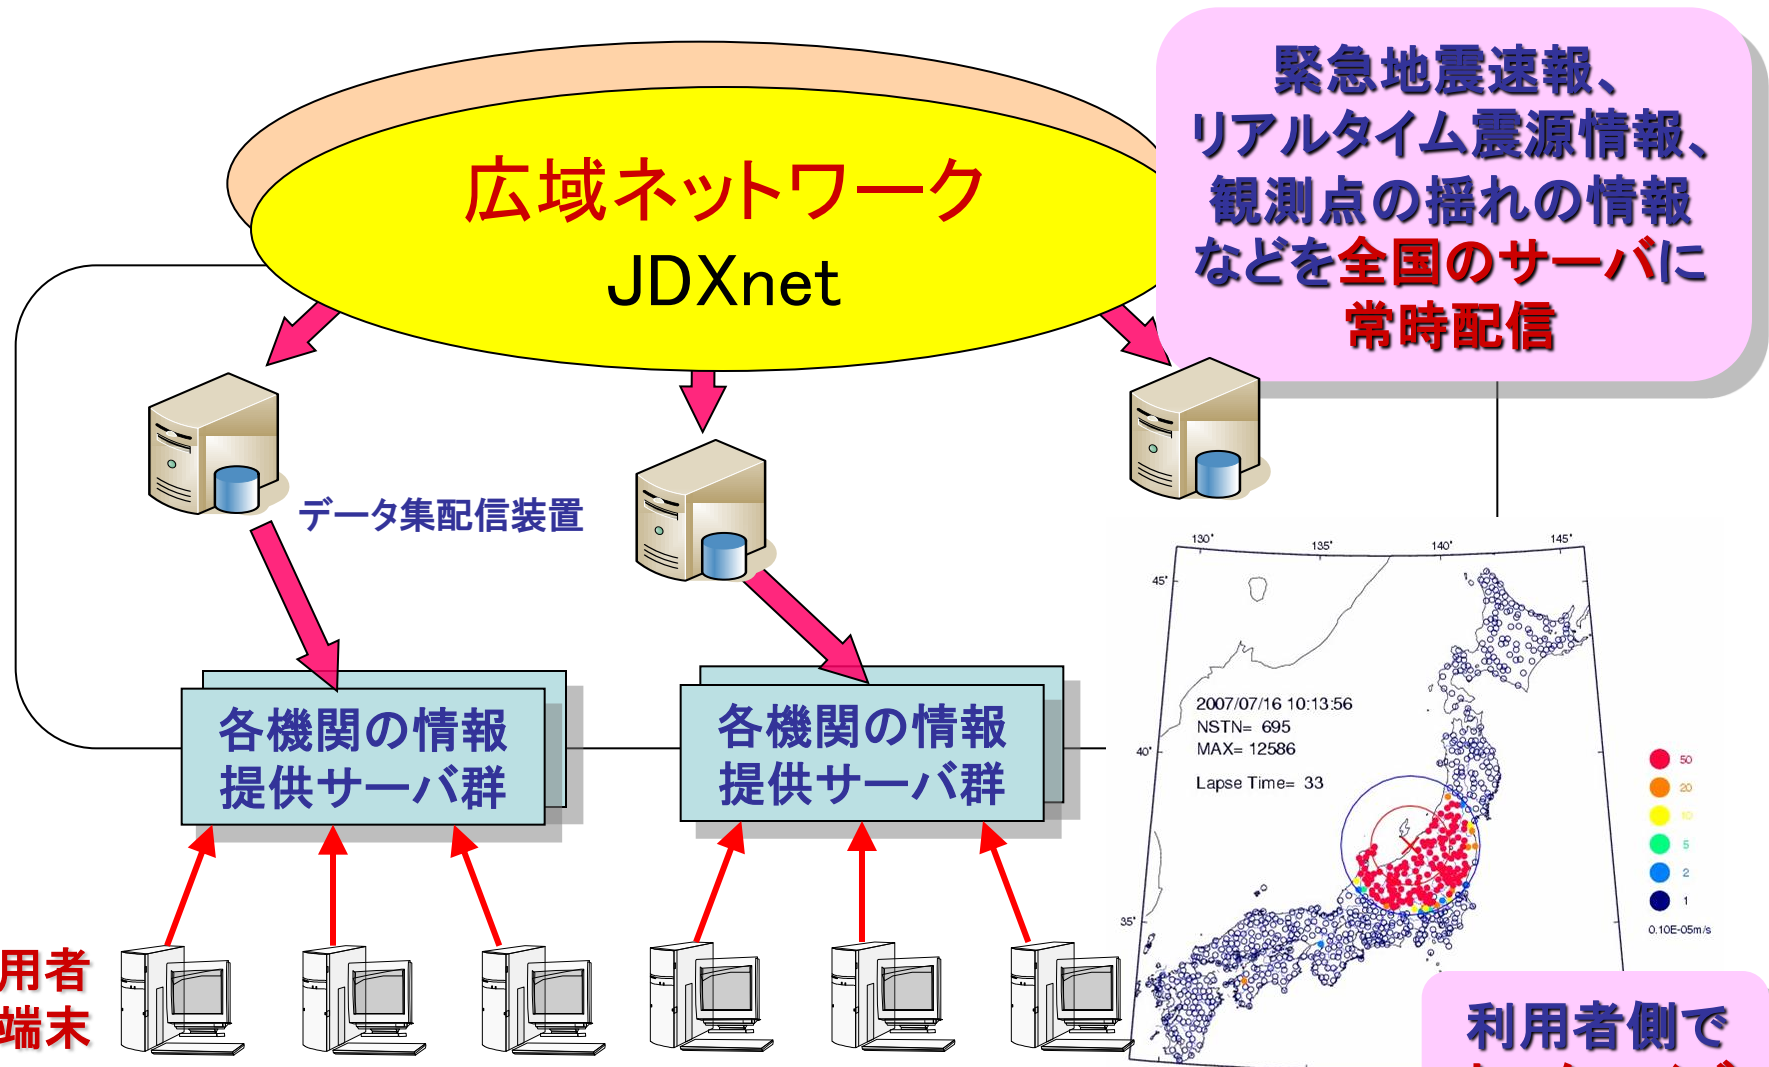 緊急地震速報、
リアルタイム震源情報、
観測点の揺れの情報
などを全国のサーバに
常時配信
広域ネットワーク
JDXnet
データ集配信装置
各機関の情報
提供サーバ群
各機関の情報
提供サーバ群
用者
端末
130°
135°
140°
145°
45°
40°
35°
2007/07/16 10:13:56
NSTN= 695
MAX= 12586
Lapse Time= 33
50
20
10
5
2
1
0.10E-05m/s
利用者側で